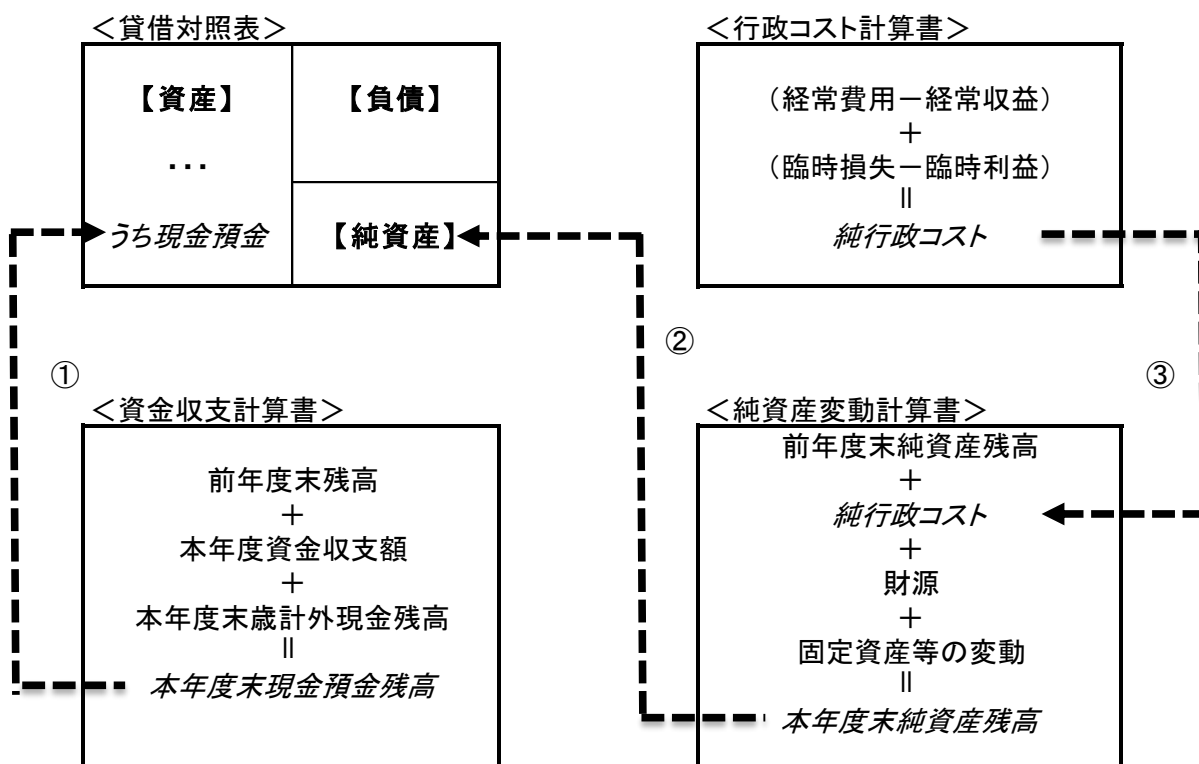 ＜貸借対照表＞
【資産】
・・・
うち現金預金
【負債】
【純資産】
＜行政コスト計算書＞
（経常費用－経常収益）
＋
（臨時損失－臨時利益）
＝
純行政コスト
①
②
③
＜資金収支計算書＞
前年度末残高
＋
本年度資金収支額
＋
本年度末歳計外現金残高
＝
本年度末現金預金残高
＜純資産変動計算書＞
前年度末純資産残高
＋
純行政コスト
＋
財源
＋
固定資産等の変動
＝
本年度末純資産残高